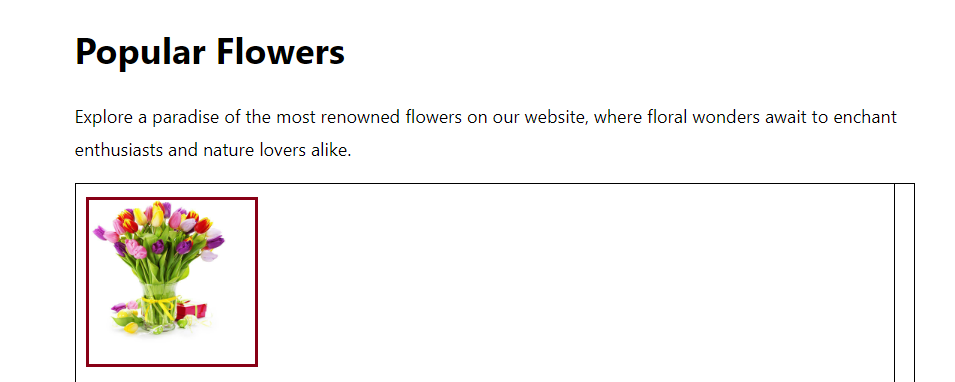 Popular Flowers
Explore a paradise of the most renowned flowers on our website, where floral wonders await to enchant
enthusiasts and nature lovers alike.